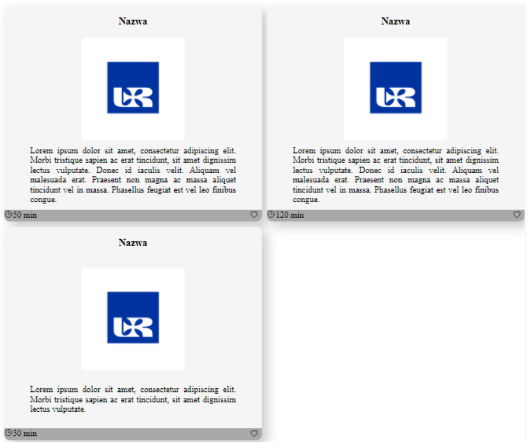 Nazwa
UR
Lorem ipsum dolor sit amet, consectetur adipiscing elit.
Morbi tristique sapien ac erat tincidunt, sit amet dignissim
lectus vulputate. Donec id iaculis velit. Aliquam vel
malesuada erat. Praesent non magna ac massa aliquet
tincidunt vel in massa. Phasellus feugiat est vel leo finibus
congue.
50 min
Nazwa
UR
Lorem ipsum dolor sit amet, consectetur adipiscing elit.
Morbi tristique sapien ac erat tincidunt, sit amet dignissim
lectus vulputate. Donec id iaculis velit. Aliquam vel
malesuada erat. Praesent non magna ac massa aliquet
tincidunt vel in massa. Phasellus feugiat est vel leo finibus
congue.
120 min
Nazwa
UR
Lorem ipsum dolor sit amet, consectetur adipiscing elit.
Morbi tristique sapien ac erat tincidunt, sit amet dignissim
lectus vulputate.
30 min